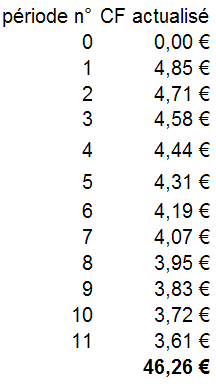 période n° CF actualisé
0 0,00 €
1 4,85 €
2 4,71 €
3 4,58 €
4 4,44 €
5 4,31 €
6 4,19 €
7 4,07 €
8 3,95 €
9 3,83 €
10 3,72 €
11 3,61 €
46,26 €